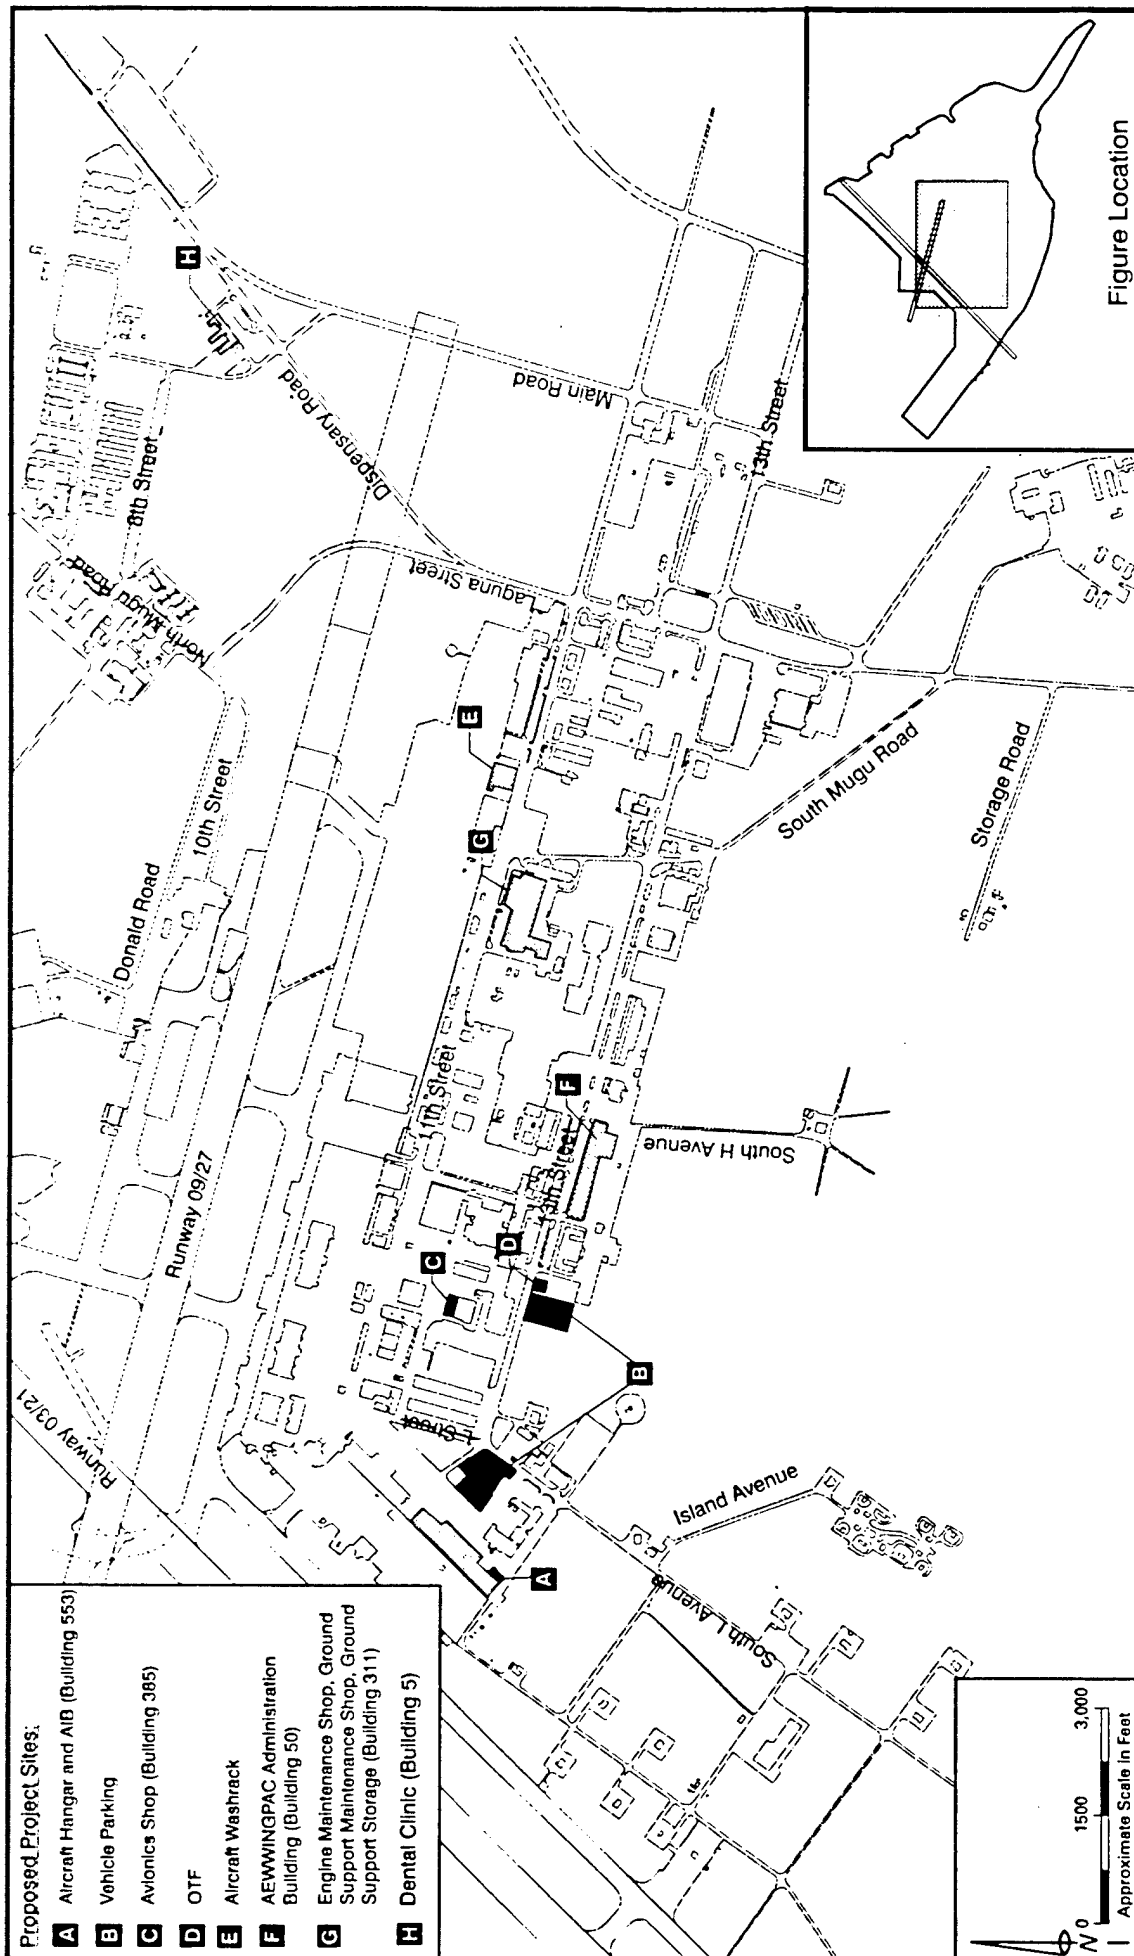 Proposed Project Sites:
A Aircraft Hangar and AIB (Building 553)
B Vehicle Parking
C Avionics Shop (Building 385)
D OTF
E Aircraft Washrack
F AEWWINGPAC Administration
Building (Building 50)
G Engine Maintenance Shop, Ground
Support Maintenance Shop, Ground
Support Storage (Building 311)
H Dental Clinic (Building 5)
Runway 03/21
Runway 09/27
Donald Road
10th Street
North Mugu Road
8th Street
H
Dispensary Road
Laguna Street
Main Road
E
G
11th Street
C
D
13th Street
F
13th Street
B
A
L Street
South H Avenue
South Mugu Road
Storage Road
Island Avenue
South L Avenue
N
0 1500 3,000
Approximate Scale in Feet
Figure Location